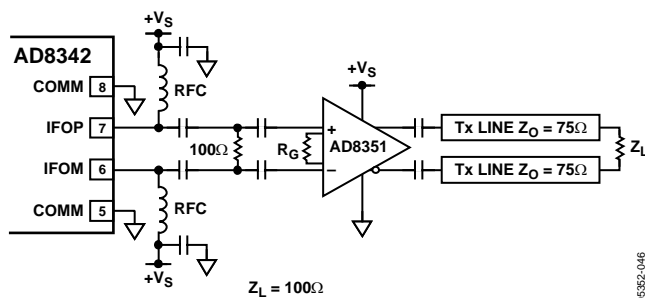 +VS
AD8342
COMM 8
RFC
IFOP 7
+VS
100Ω
RG
+
−
AD8351
Tx LINE ZO = 75Ω
Tx LINE ZO = 75Ω
ZL
IFOM 6
RFC
COMM 5
+VS
ZL = 100Ω
05352-046